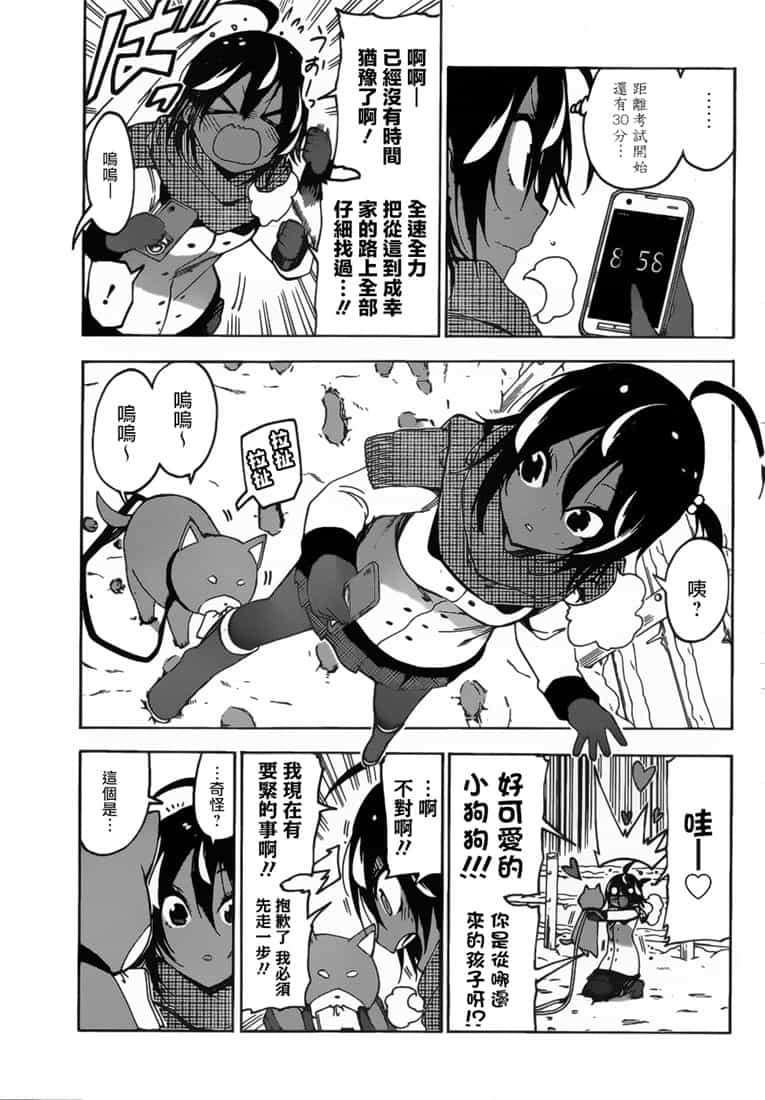 …
距離考試開始
還有30分…
8:58
啊啊—
已經沒有時間
猶豫了啊!
全速全力
把從這到成幸
家的路上全部
仔細找過…!!
ば
嗚嗚—
!
咦?
拉扯
拉扯
嗚嗚~
嗚嗚~
哇—♡
好可愛的
小狗狗!!!
你是從哪邊
來的孩子呀!?
…啊
不對啊!!
我現在有
要緊的事啊!!
抱歉了 我必須
先走一步!!
…奇怪?
這個是…